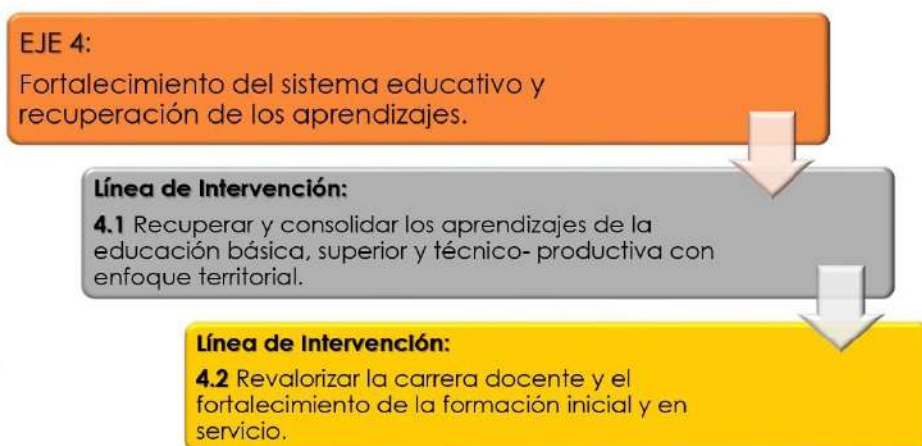 EJE 4:
Fortalecimiento del sistema educativo y
recuperación de los aprendizajes.
Línea de Intervención:
4.1 Recuperar y consolidar los aprendizajes de la
educación básica, superior y técnico- productiva con
enfoque territorial.
Línea de Intervención:
4.2 Revalorizar la carrera docente y el
fortalecimiento de la formación inicial y en
servicio.